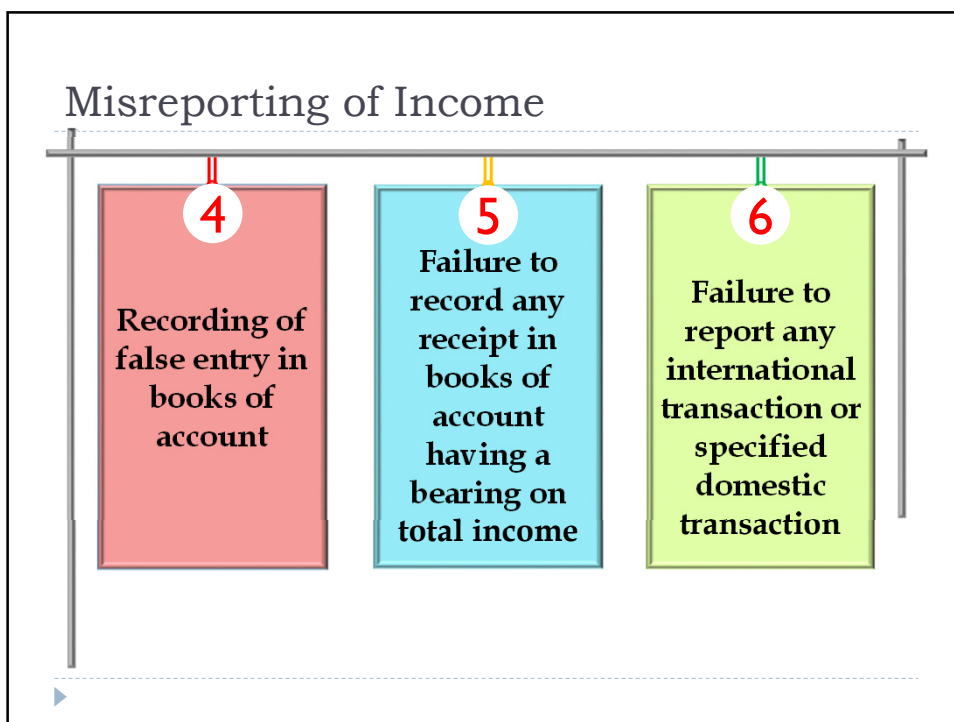 Misreporting of Income
4
Recording of
false entry in
books of
account
5
Failure to
record any
receipt in
books of
account
having a
bearing on
total income
6
Failure to
report any
international
transaction or
specified
domestic
transaction